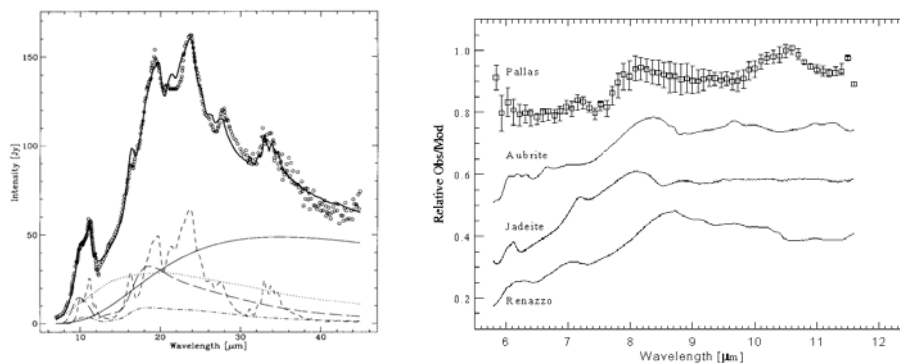 150
100
50
0
Intensity [Jy]
10
20
30
40
Wavelength [μm]
1.0
0.8
0.6
0.4
0.2
Relative Obs/Mod
Pallas
Aubrite
Jadeite
Renazzo
6
7
8
9
10
11
12
Wavelength [μm]